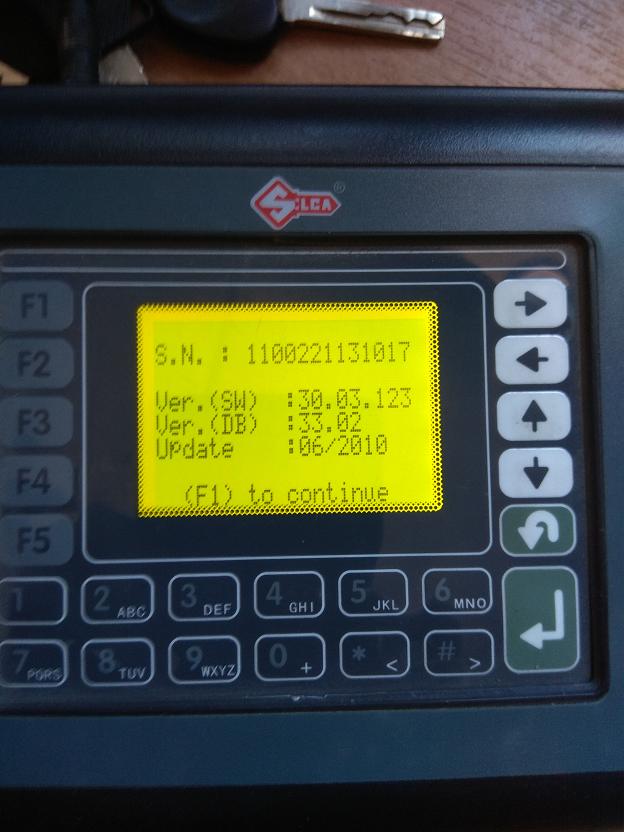 SILCA®
F1
F2
F3
F4
F5
S.N. : 1100221131017
Ver.(SW) :30.03.123
Ver.(DB) :33.02
Update :06/2010
(F1) to continue
1
2 ABC
3 DEF
4 GHI
5 JKL
6 MNO
7 PQRS
8 TUV
9 WXYZ
0 +
* <
# >